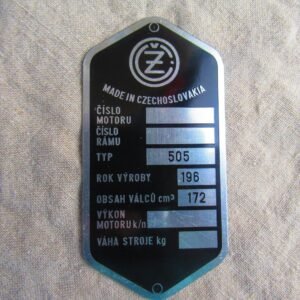 ČZ
MADE IN CZECHOSLOVAKIA
ČÍSLO
MOTORU
ČÍSLO
RÁMU
TYP 505
ROK VÝROBY 196
OBSAH VÁLCŮ cm³ 172
VÝKON
MOTORU k/n
VÁHA STROJE kg